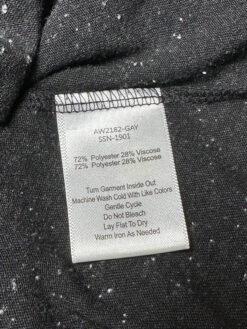 AW2182-GAY
SSN-1901
72% Polyester 28% Viscose
72% Polyester 28% Viscose
Turn Garment Inside Out
Machine Wash Cold With Like Colors
Gentle Cycle
Do Not Bleach
Lay Flat To Dry
Warm Iron As Needed